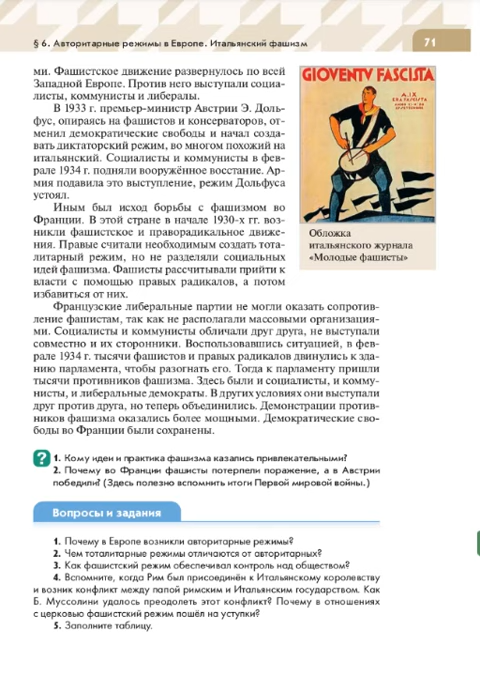 § 6. Авторитарные режимы в Европе. Итальянский фашизм
71
ми. Фашистское движение развернулось по всей
Западной Европе. Против него выступали социа-
листы, коммунисты и либералы.
В 1933 г. премьер-министр Австрии Э. Доль-
фус, опираясь на фашистов и консерваторов, от-
менил демократические свободы и начал созда-
вать диктаторский режим, во многом похожий на
итальянский. Социалисты и коммунисты в фев-
рале 1934 г. подняли вооружённое восстание. Ар-
мия подавила это выступление, режим Дольфуса
устоял.
Иным был исход борьбы с фашизмом во
Франции. В этой стране в начале 1930-х гг. воз-
никли фашистское и праворадикальное движе-
ния. Правые считали необходимым создать тота-
литарный режим, но не разделяли социальных
идей фашизма. Фашисты рассчитывали прийти к
власти с помощью правых радикалов, а потом
избавиться от них.
GIOVENTV FASCISTA
Обложка
итальянского журнала
«Молодые фашисты»
Французские либеральные партии не могли оказать сопротив-
ление фашистам, так как не располагали массовыми организация-
ми. Социалисты и коммунисты обличали друг друга, не выступали
совместно и их сторонники. Воспользовавшись ситуацией, в фев-
рале 1934 г. тысячи фашистов и правых радикалов двинулись к зда-
нию парламента, чтобы разогнать его. Тогда к парламенту пришли
тысячи противников фашизма. Здесь были и социалисты, и комму-
нисты, и либеральные демократы. В других условиях они выступали
друг против друга, но теперь объединились. Демонстрации против-
ников фашизма оказались более мощными. Демократические сво-
боды во Франции были сохранены.
? 1. Кому идеи и практика фашизма казались привлекательными?
2. Почему во Франции фашисты потерпели поражение, а в Австрии
победили? (Здесь полезно вспомнить итоги Первой мировой войны.)
Вопросы и задания
1. Почему в Европе возникли авторитарные режимы?
2. Чем тоталитарные режимы отличаются от авторитарных?
3. Как фашистский режим обеспечивал контроль над обществом?
4. Вспомните, когда Рим был присоединён к Итальянскому королевству
и возник конфликт между папой римским и Итальянским государством. Как
Б. Муссолини удалось преодолеть этот конфликт? Почему в отношениях
с церковью фашистский режим пошёл на уступки?
5. Заполните таблицу.